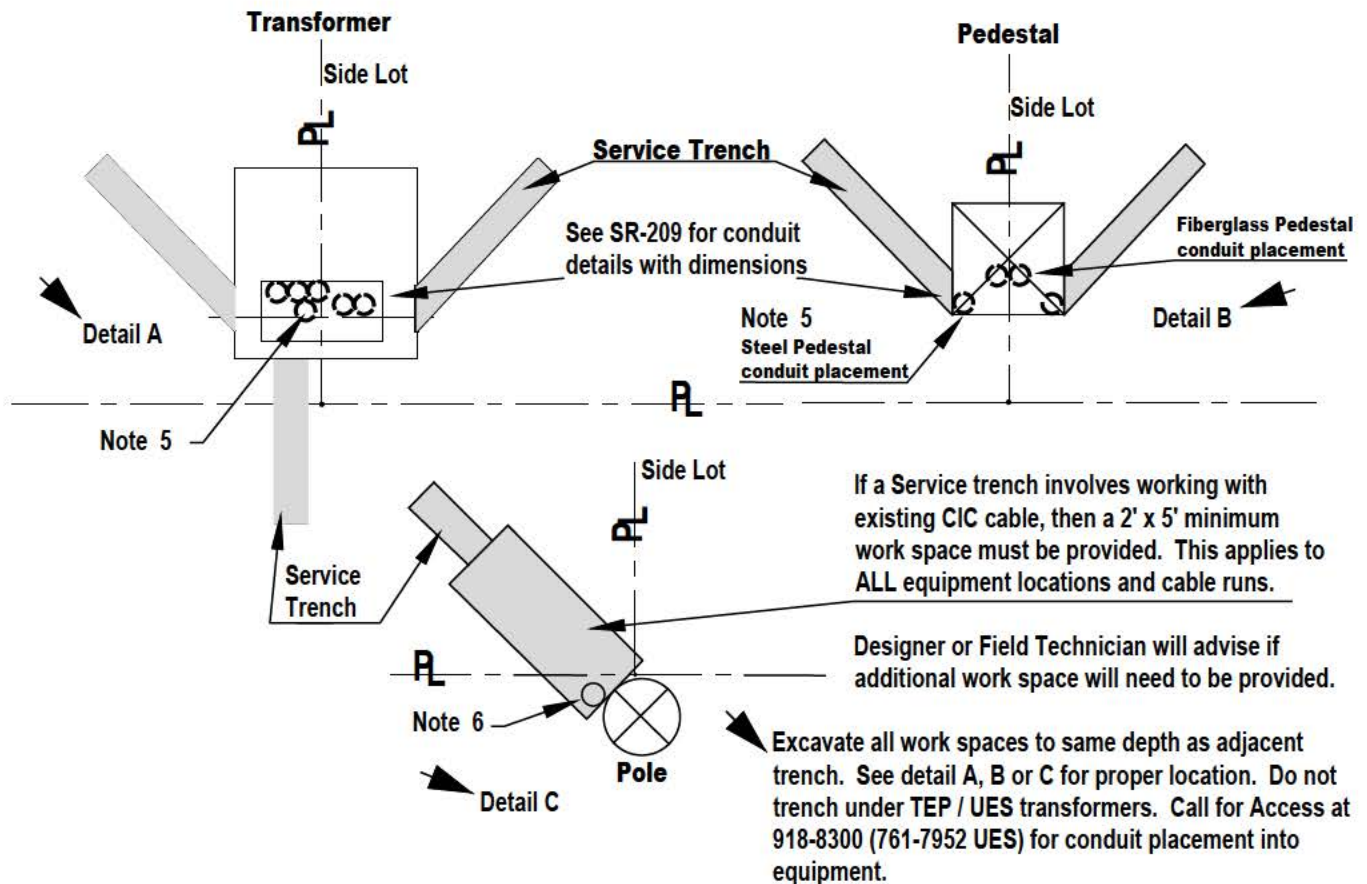 Transformer
Side Lot
PL
Pedestal
Side Lot
PL
Service Trench
See SR-209 for conduit
details with dimensions
Fiberglass Pedestal
conduit placement
Detail A
Note 5
Steel Pedestal
conduit placement
Detail B
PL
Note 5
Side Lot
PL
Service
Trench
If a Service trench involves working with
existing CIC cable, then a 2' x 5' minimum
work space must be provided. This applies to
ALL equipment locations and cable runs.
Designer or Field Technician will advise if
additional work space will need to be provided.
PL
Note 6
Pole
Detail C
Excavate all work spaces to same depth as adjacent
trench. See detail A, B or C for proper location. Do not
trench under TEP / UES transformers. Call for Access at
918-8300 (761-7952 UES) for conduit placement into
equipment.